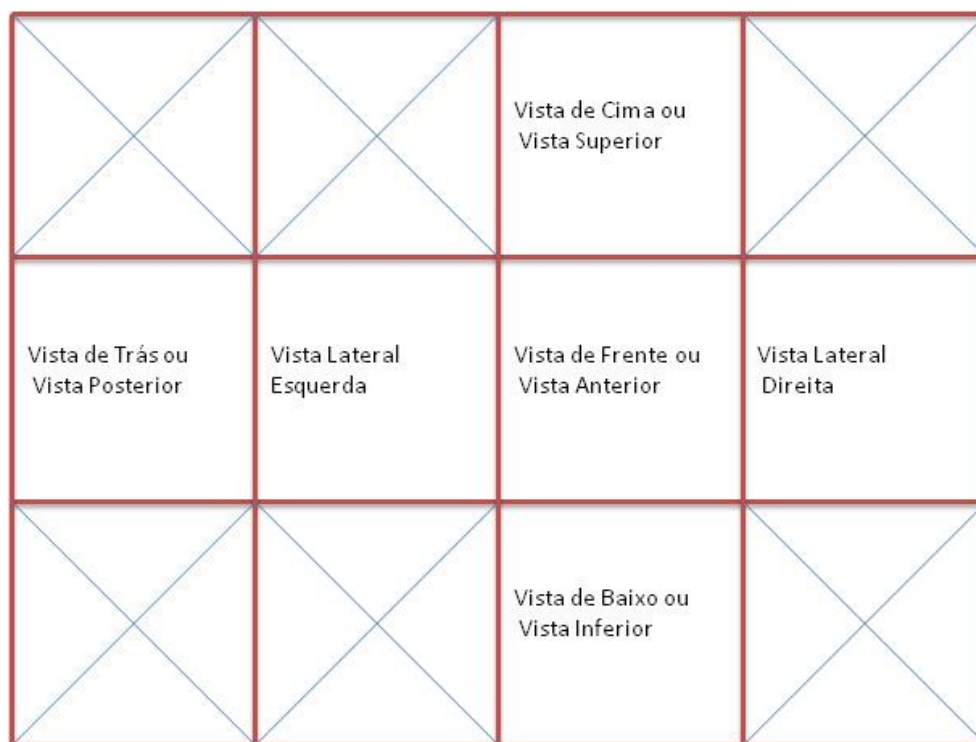 Vista de Cima ou
Vista Superior
Vista de Trás ou
Vista Posterior
Vista Lateral
Esquerda
Vista de Frente ou
Vista Anterior
Vista Lateral
Direita
Vista de Baixo ou
Vista Inferior